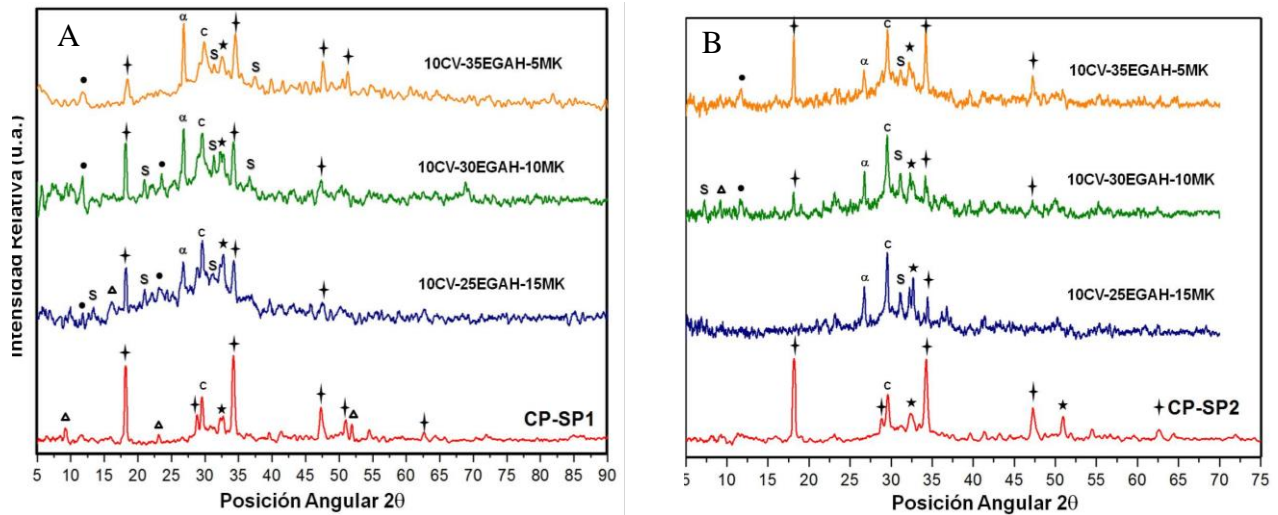 A
Intensidad Relativa (u.a.)
α
C
S
S
10CV-35EGAH-5MK
S
α
C
S
S
10CV-30EGAH-10MK
S
S
α
C
S
10CV-25EGAH-15MK
C
CP-SP1
5 10 15 20 25 30 35 40 45 50 55 60 65 70 75 80 85 90
Posición Angular 2θ
B
α
C
S
10CV-35EGAH-5MK
S
α
C
S
10CV-30EGAH-10MK
α
C
S
10CV-25EGAH-15MK
C
CP-SP2
5 10 15 20 25 30 35 40 45 50 55 60 65 70 75
Posición Angular 2θ